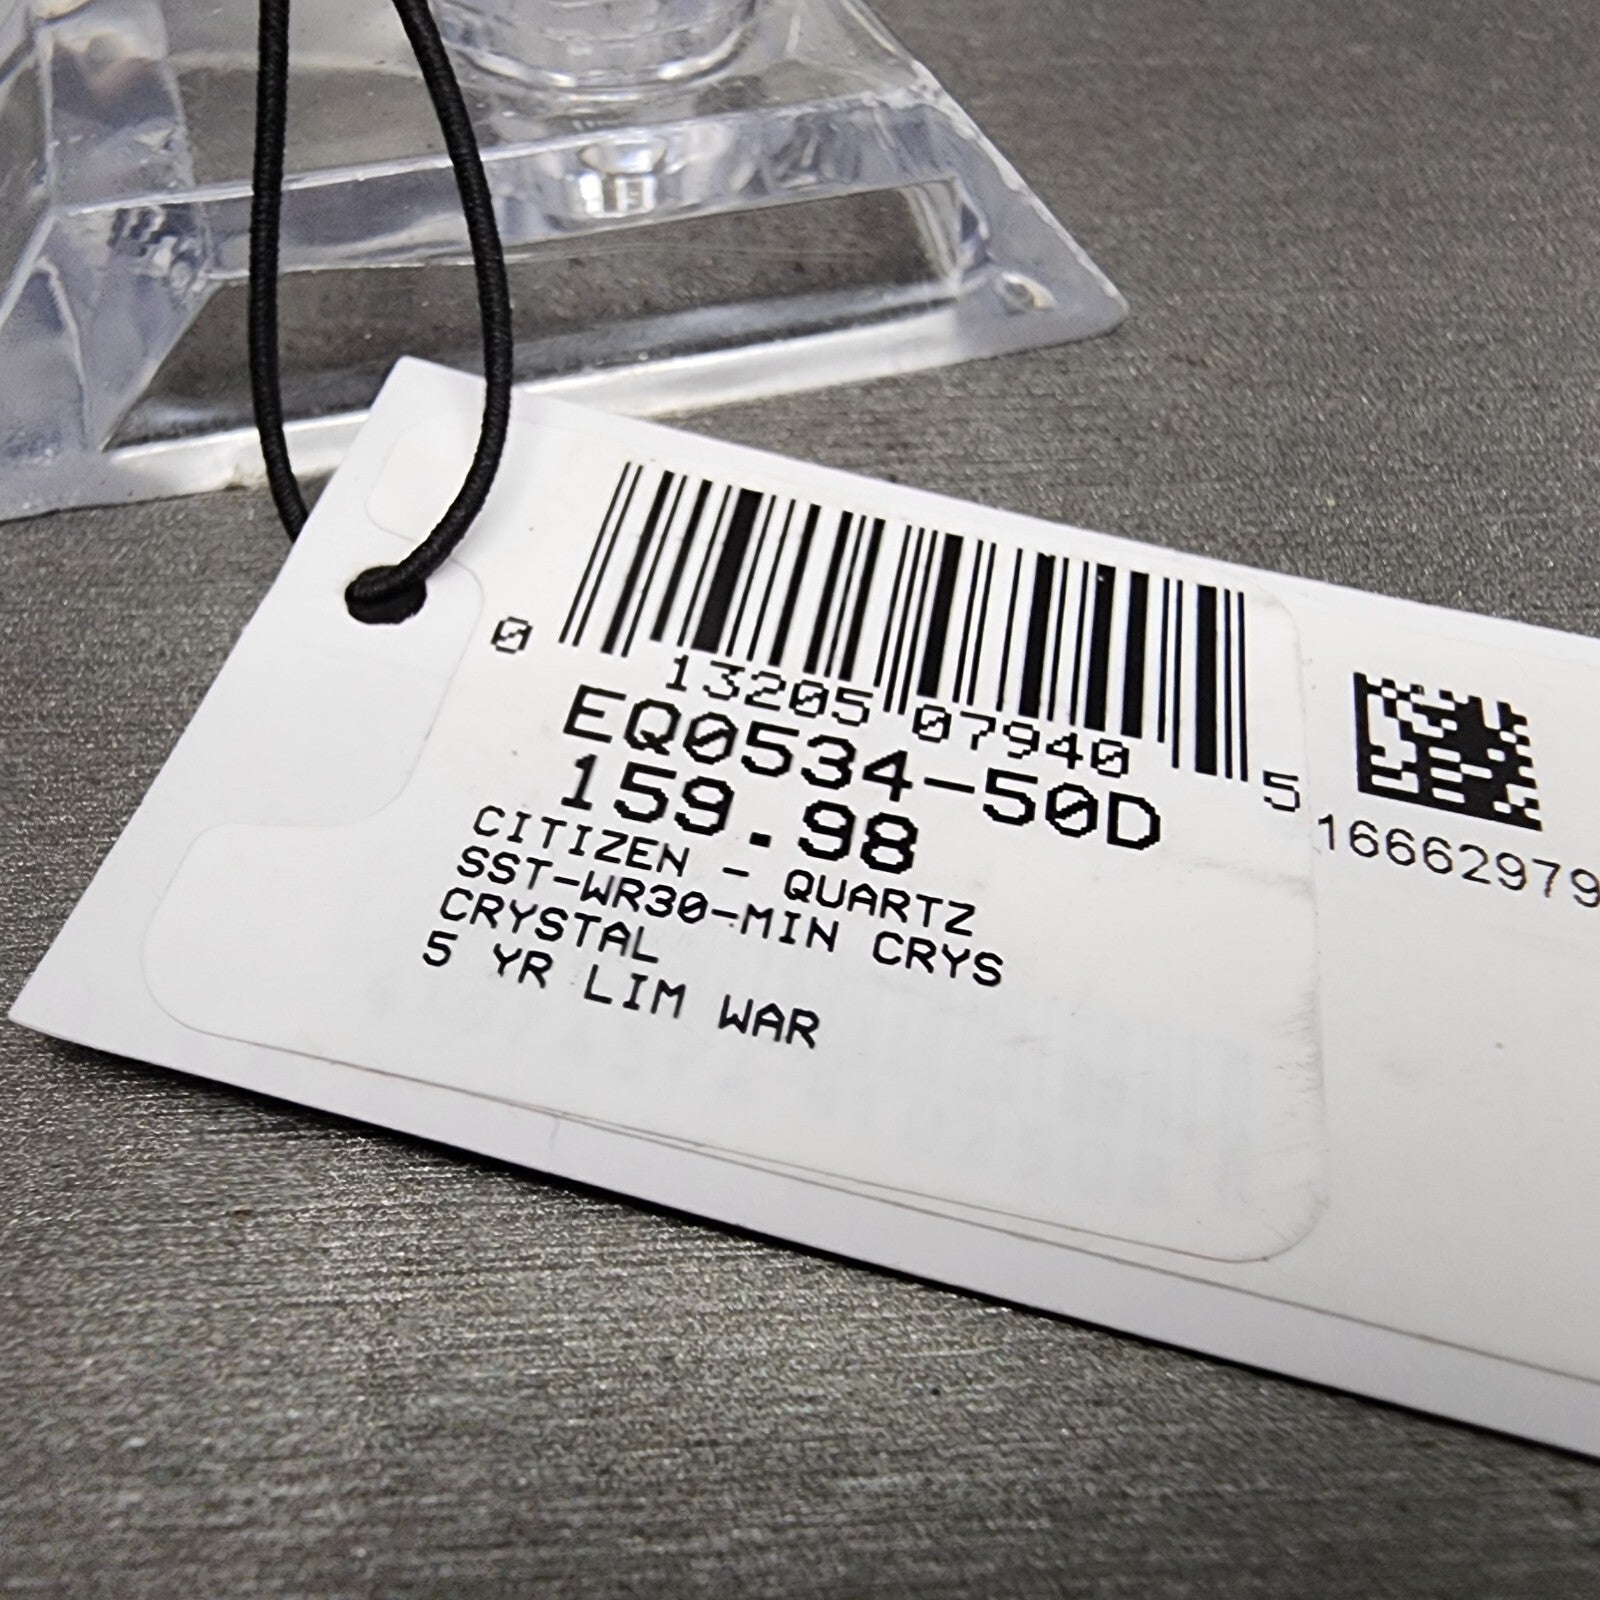 0 13205 07940 5
EQ0534-50D
159.98
CITIZEN - QUARTZ
SST-WR30-MIN CRYS
CRYSTAL
5 YR LIM WAR
16662979